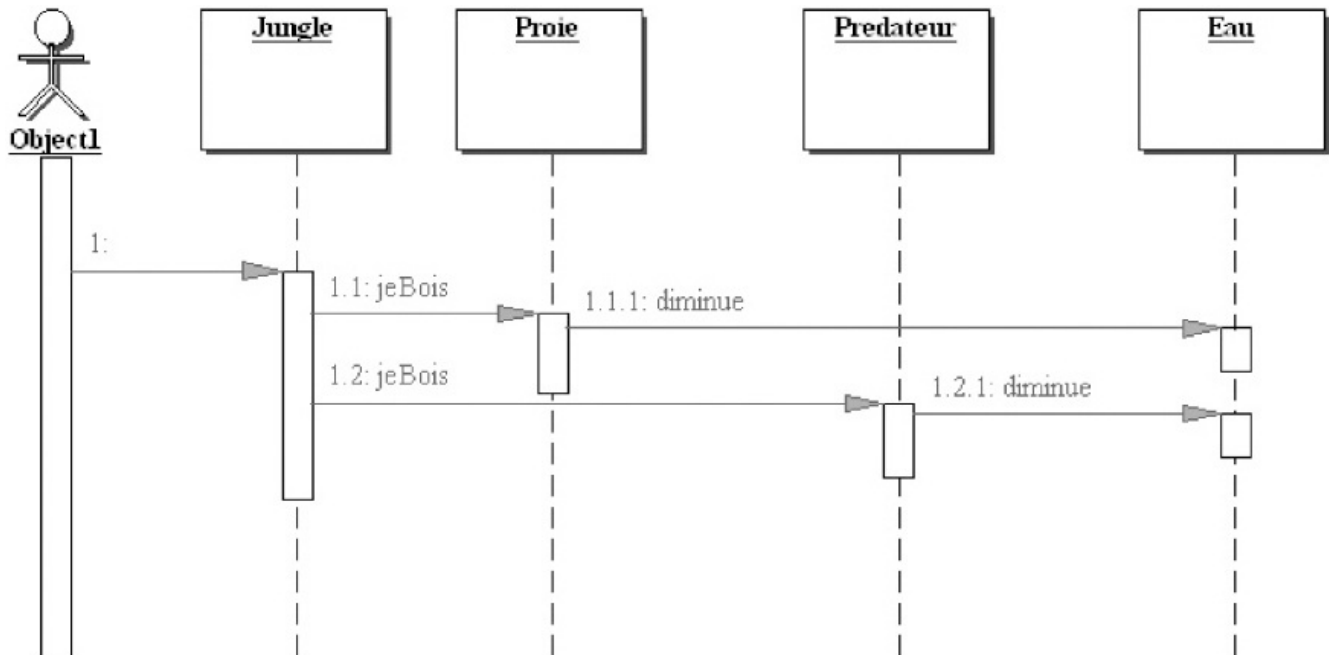 Jungle
Proie
Predateur
Eau
Object1
1:
1.1: jeBois
1.1.1: diminue
1.2: jeBois
1.2.1: diminue